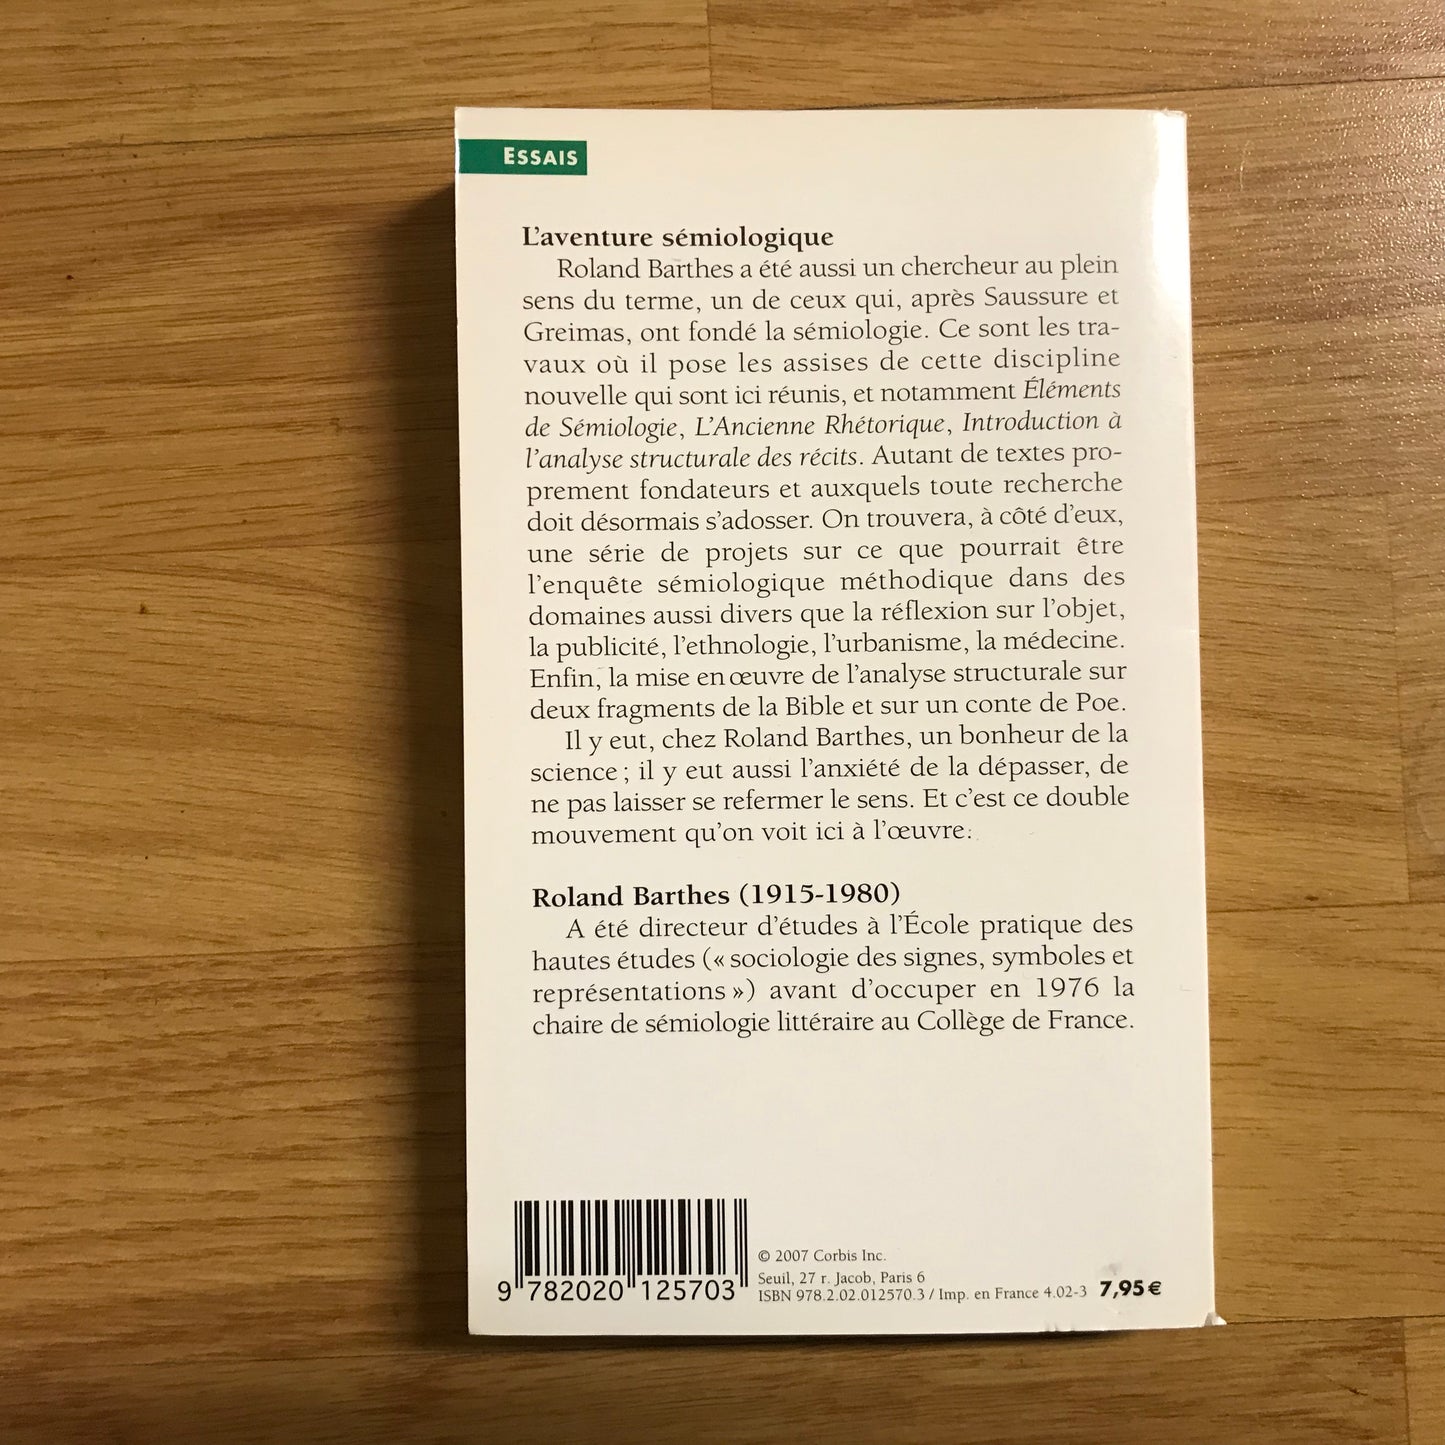 ESSAIS
L'aventure sémiologique
Roland Barthes a été aussi un chercheur au plein
sens du terme, un de ceux qui, après Saussure et
Greimas, ont fondé la sémiologie. Ce sont les tra-
vaux où il pose les assises de cette discipline
nouvelle qui sont ici réunis, et notamment Éléments
de Sémiologie, L'Ancienne Rhétorique, Introduction à
l'analyse structurale des récits. Autant de textes pro-
prement fondateurs et auxquels toute recherche
doit désormais s'adosser. On trouvera, à côté d'eux,
une série de projets sur ce que pourrait être
l'enquête sémiologique méthodique dans des
domaines aussi divers que la réflexion sur l'objet,
la publicité, l'ethnologie, l'urbanisme, la médecine.
Enfin, la mise en œuvre de l'analyse structurale sur
deux fragments de la Bible et sur un conte de Poe.
Il y eut, chez Roland Barthes, un bonheur de la
science ; il y eut aussi l'anxiété de la dépasser, de
ne pas laisser se refermer le sens. Et c'est ce double
mouvement qu'on voit ici à l'œuvre.
Roland Barthes (1915-1980)
A été directeur d'études à l'École pratique des
hautes études (« sociologie des signes, symboles et
représentations ») avant d'occuper en 1976 la
chaire de sémiologie littéraire au Collège de France.
© 2007 Corbis Inc.
Seuil, 27 r. Jacob, Paris 6
ISBN 978.2.02.012570.3 / Imp. en France 4.02-3 7,95 €
9 782020 125703